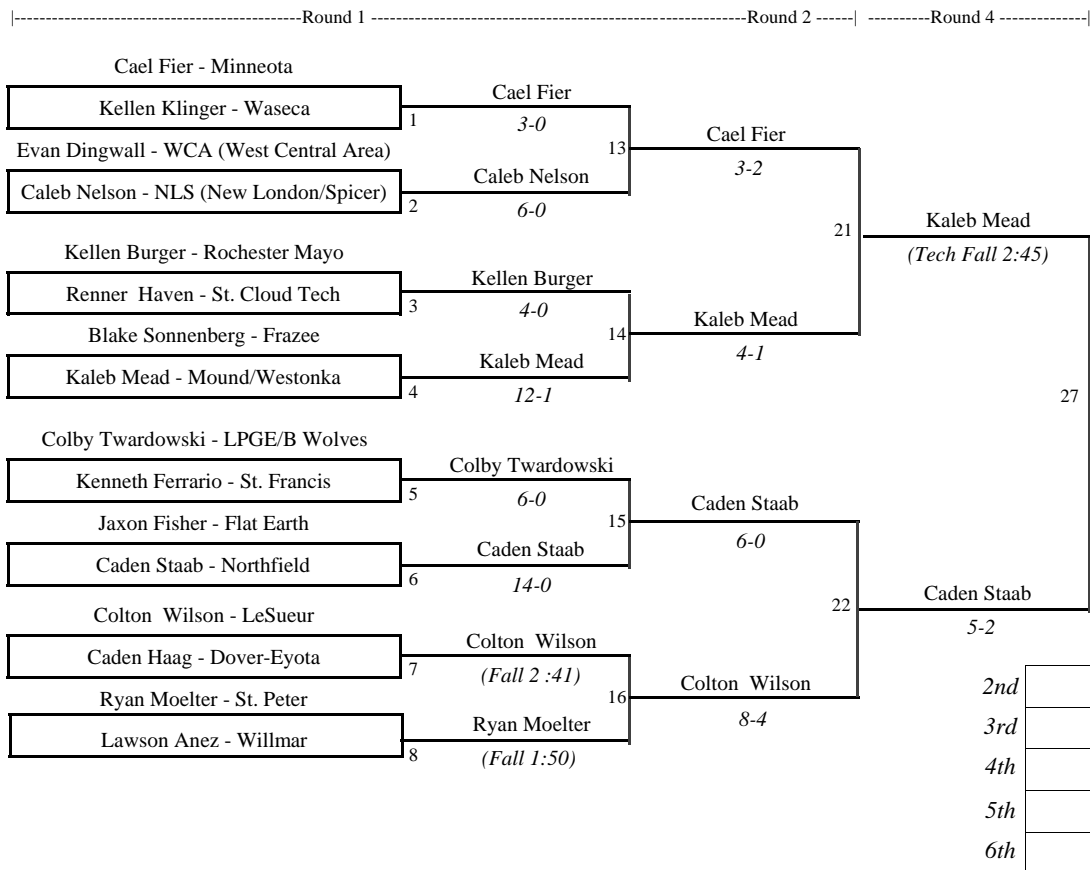 |-----------------------------------------------Round 1 -------------------------------------------------------------Round 2 ------| ----------Round 4 --------------|
Cael Fier - Minneota
Kellen Klinger - Waseca
1
Cael Fier
3-0
Evan Dingwall - WCA (West Central Area)
Caleb Nelson - NLS (New London/Spicer)
2
Caleb Nelson
6-0
13
Cael Fier
3-2
Kellen Burger - Rochester Mayo
Renner Haven - St. Cloud Tech
3
Kellen Burger
4-0
Blake Sonnenberg - Frazee
Kaleb Mead - Mound/Westonka
4
Kaleb Mead
12-1
14
Kaleb Mead
4-1
21
Kaleb Mead
(Tech Fall 2:45)
27
Colby Twardowski - LPGE/B Wolves
Kenneth Ferrario - St. Francis
5
Colby Twardowski
6-0
Jaxon Fisher - Flat Earth
Caden Staab - Northfield
6
Caden Staab
14-0
15
Caden Staab
6-0
Colton Wilson - LeSueur
Caden Haag - Dover-Eyota
7
Colton Wilson
(Fall 2 :41)
Ryan Moelter - St. Peter
Lawson Anez - Willmar
8
Ryan Moelter
(Fall 1:50)
16
Colton Wilson
8-4
22
Caden Staab
5-2
2nd
3rd
4th
5th
6th